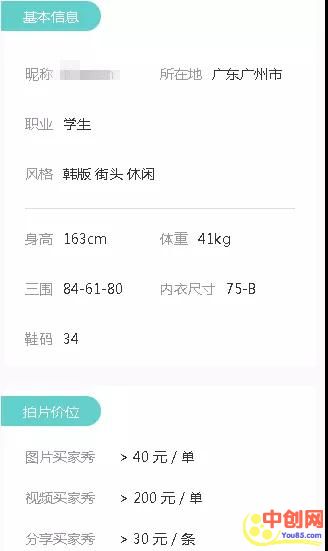 基本信息
昵称 所在地 广东广州市
职业 学生
风格 韩版 街头 休闲
身高 163cm 体重 41kg
三围 84-61-80 内衣尺寸 75-B
鞋码 34
拍片价位
图片买家秀 > 40 元 / 单
视频买家秀 > 200 元 / 单
分享买家秀 > 30 元 / 条
中创网
You85.com